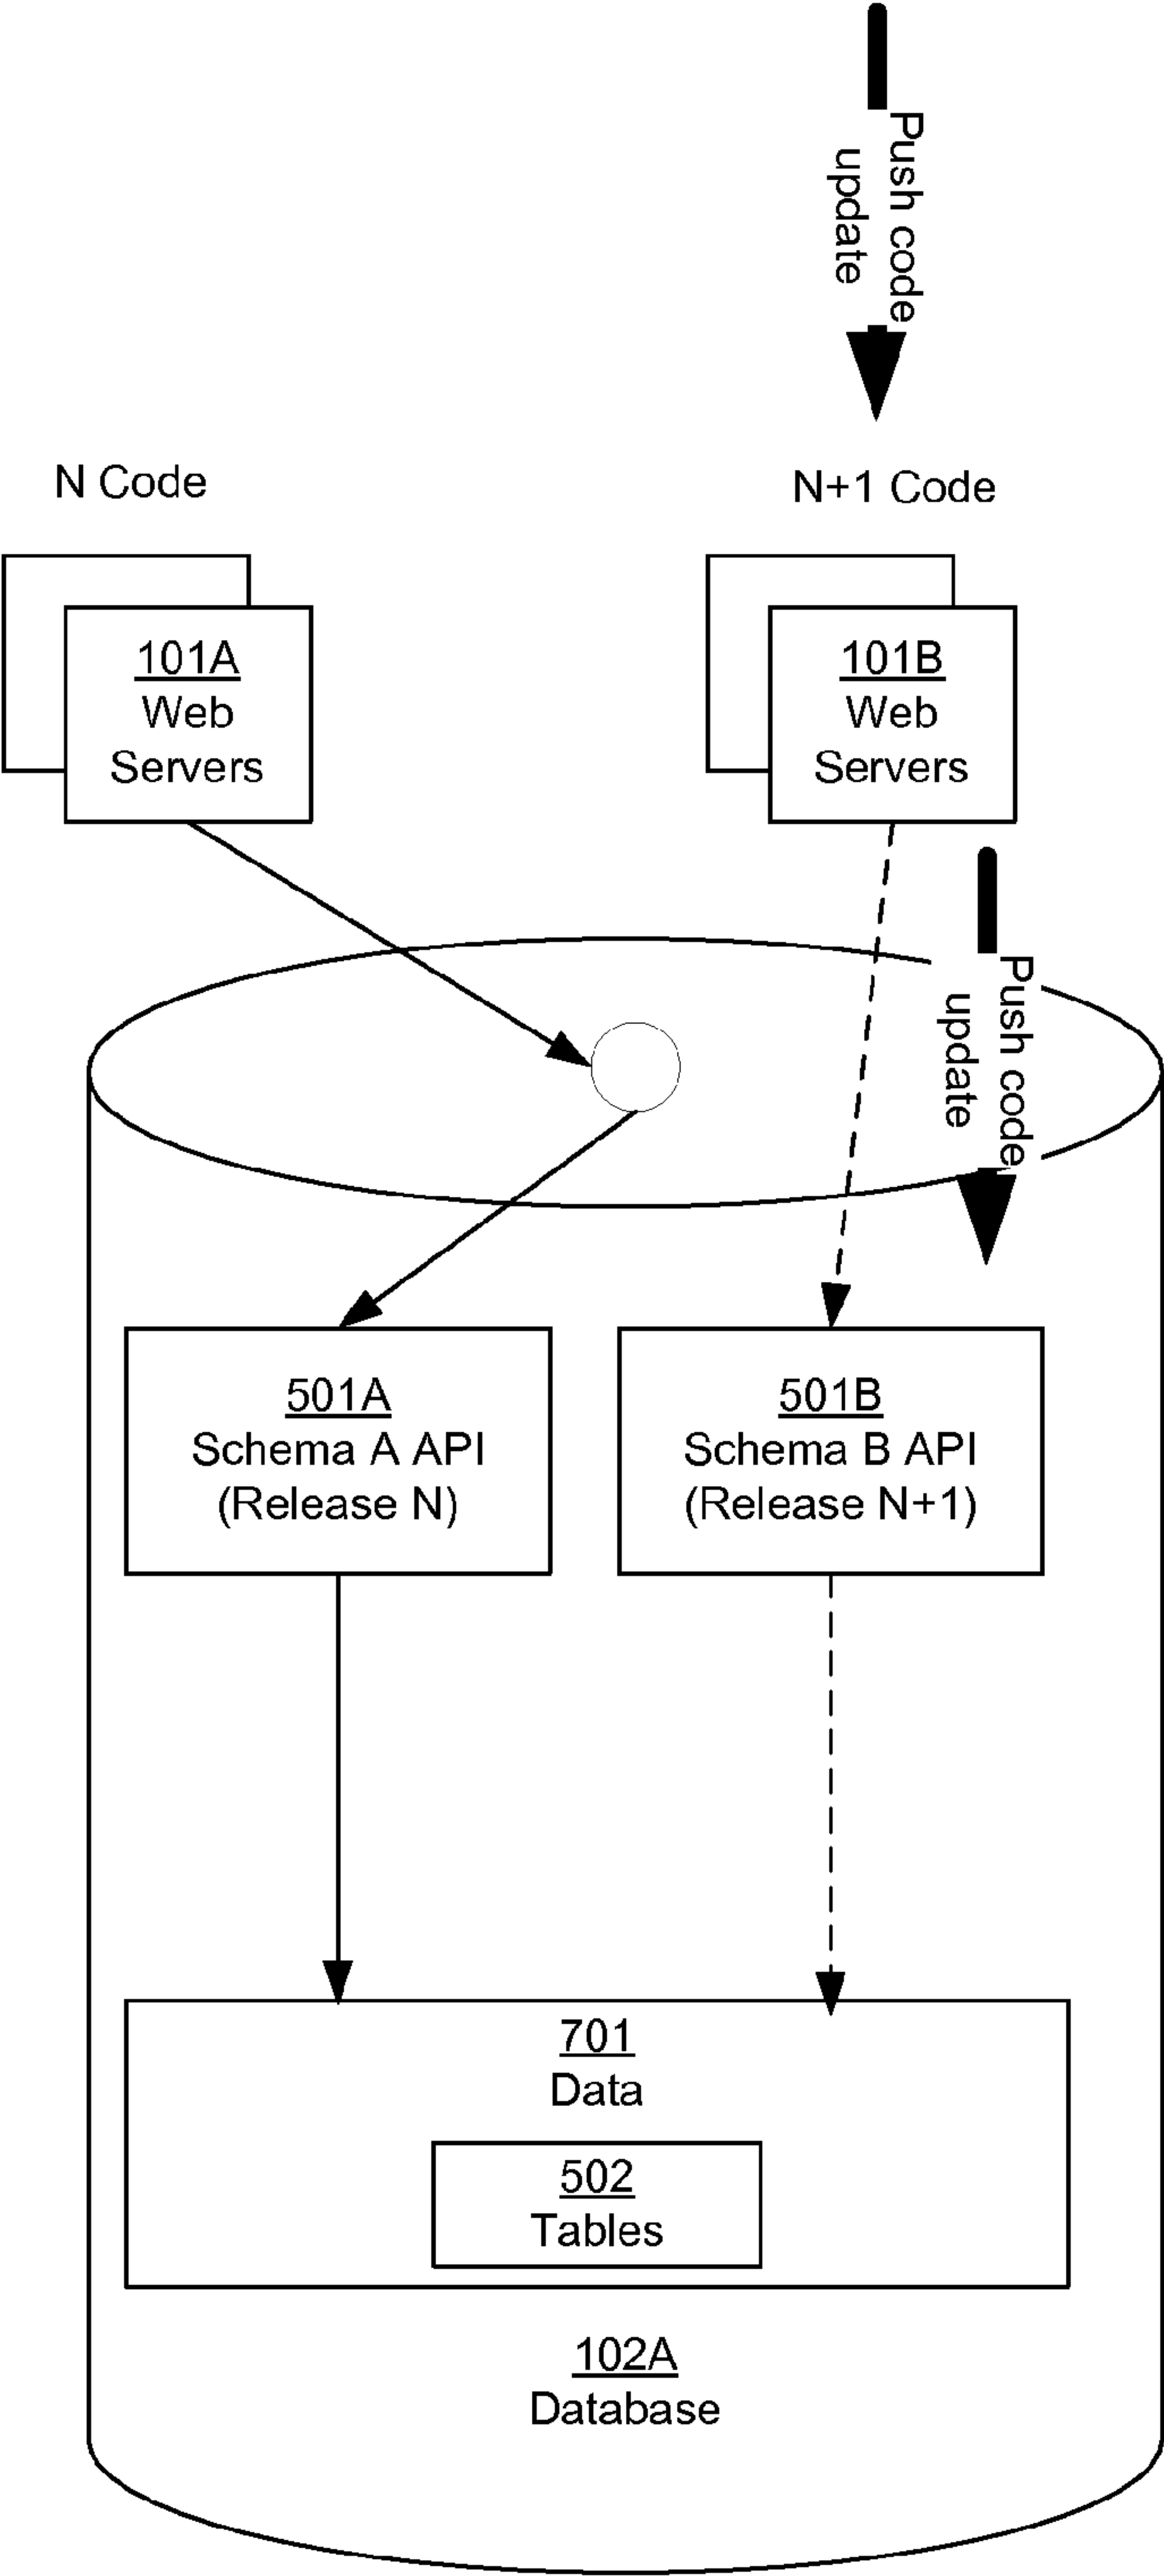 Push code
update
N Code
N+1 Code
101A
Web
Servers
101B
Web
Servers
Push code
update
501A
Schema A API
(Release N)
501B
Schema B API
(Release N+1)
701
Data
502
Tables
102A
Database